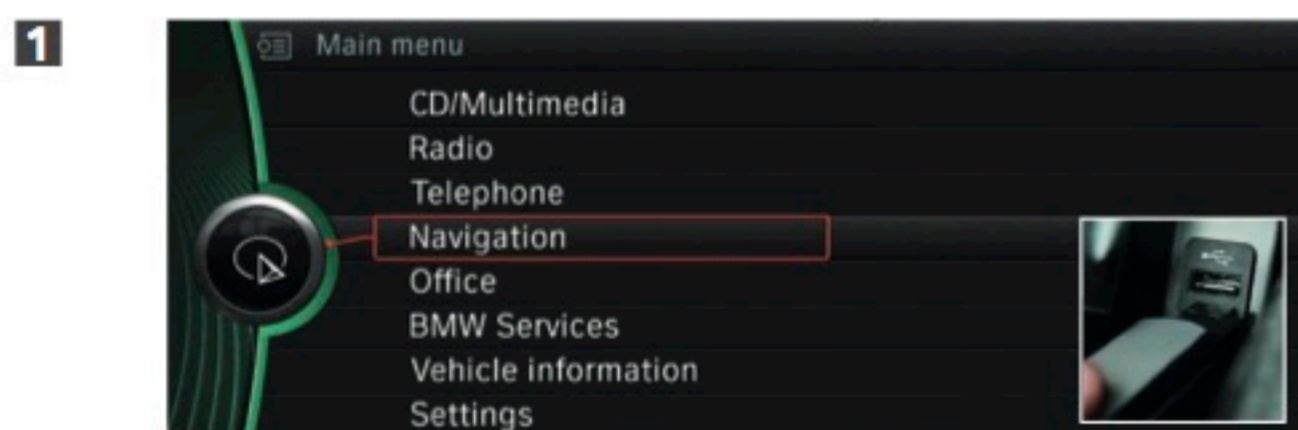 1
Main menu
CD/Multimedia
Radio
Telephone
Navigation
Office
BMW Services
Vehicle information
Settings